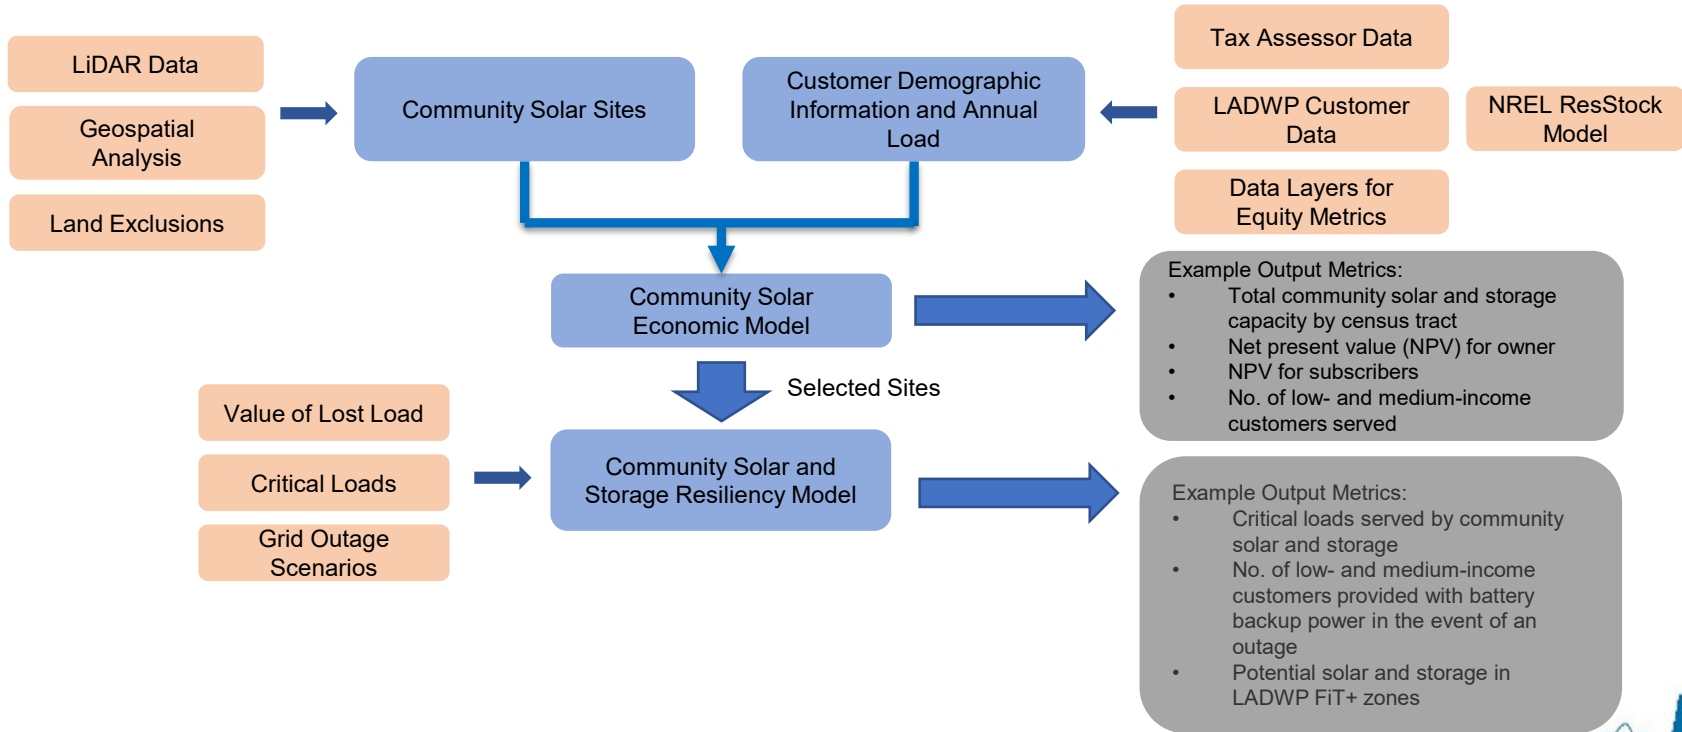 LiDAR Data
Geospatial
Analysis
Land Exclusions
Community Solar Sites
Customer Demographic
Information and Annual
Load
Tax Assessor Data
LADWP Customer
Data
NREL ResStock
Model
Data Layers for
Equity Metrics
Community Solar
Economic Model
Example Output Metrics:
• Total community solar and storage
capacity by census tract
• Net present value (NPV) for owner
• NPV for subscribers
• No. of low- and medium-income
customers served
Selected Sites
Value of Lost Load
Critical Loads
Grid Outage
Scenarios
Community Solar and
Storage Resiliency Model
Example Output Metrics:
• Critical loads served by community
solar and storage
• No. of low- and medium-income
customers provided with battery
backup power in the event of an
outage
• Potential solar and storage in
LADWP FiT+ zones